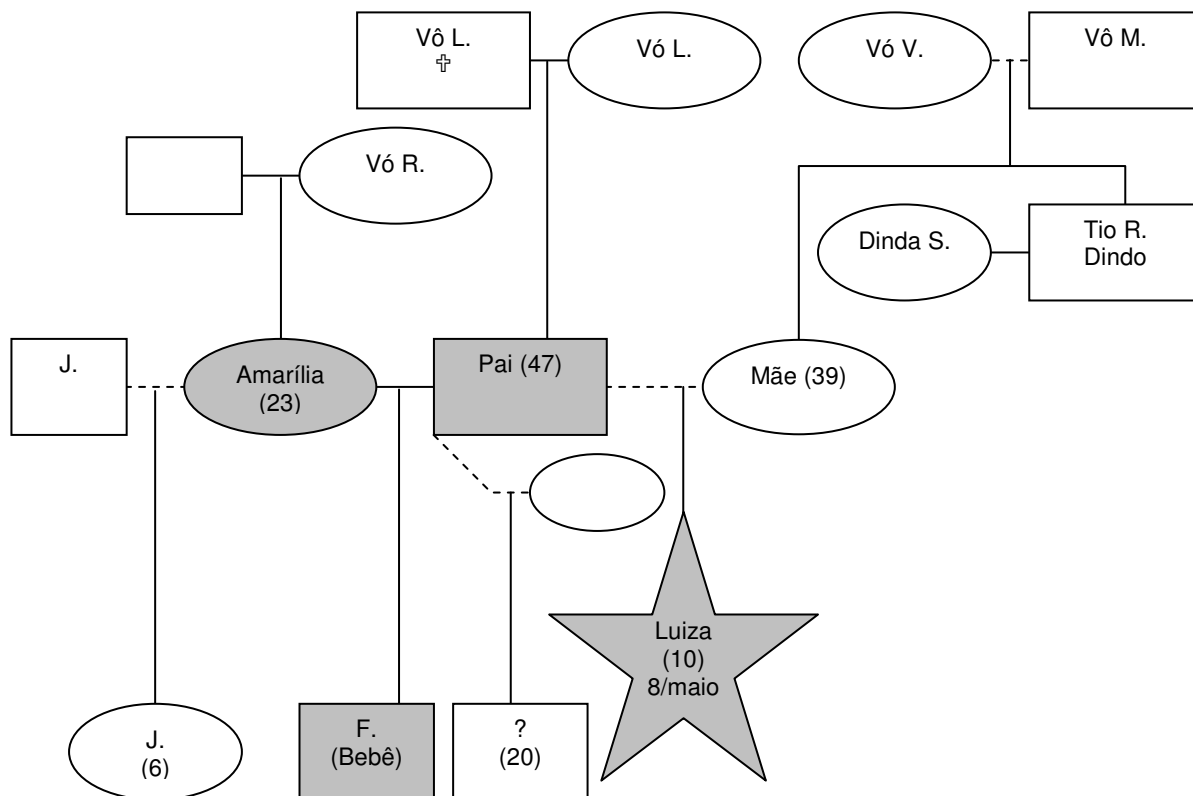 Vô L.
✞
Vó L.
Vó V.
Vô M.
Vó R.
Dinda S.
Tio R.
Dindo
J.
Amarília
(23)
Pai (47)
Mãe (39)
Luiza
(10)
8/maio
J.
(6)
F.
(Bebê)
?
(20)